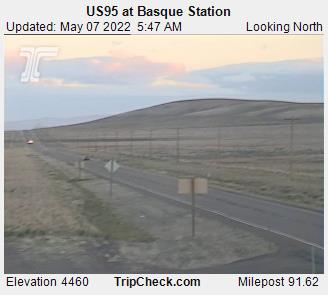 US95 at Basque Station
Updated: May 07 2022 5:47 AM Looking North
Elevation 4460 TripCheck.com Milepost 91.62